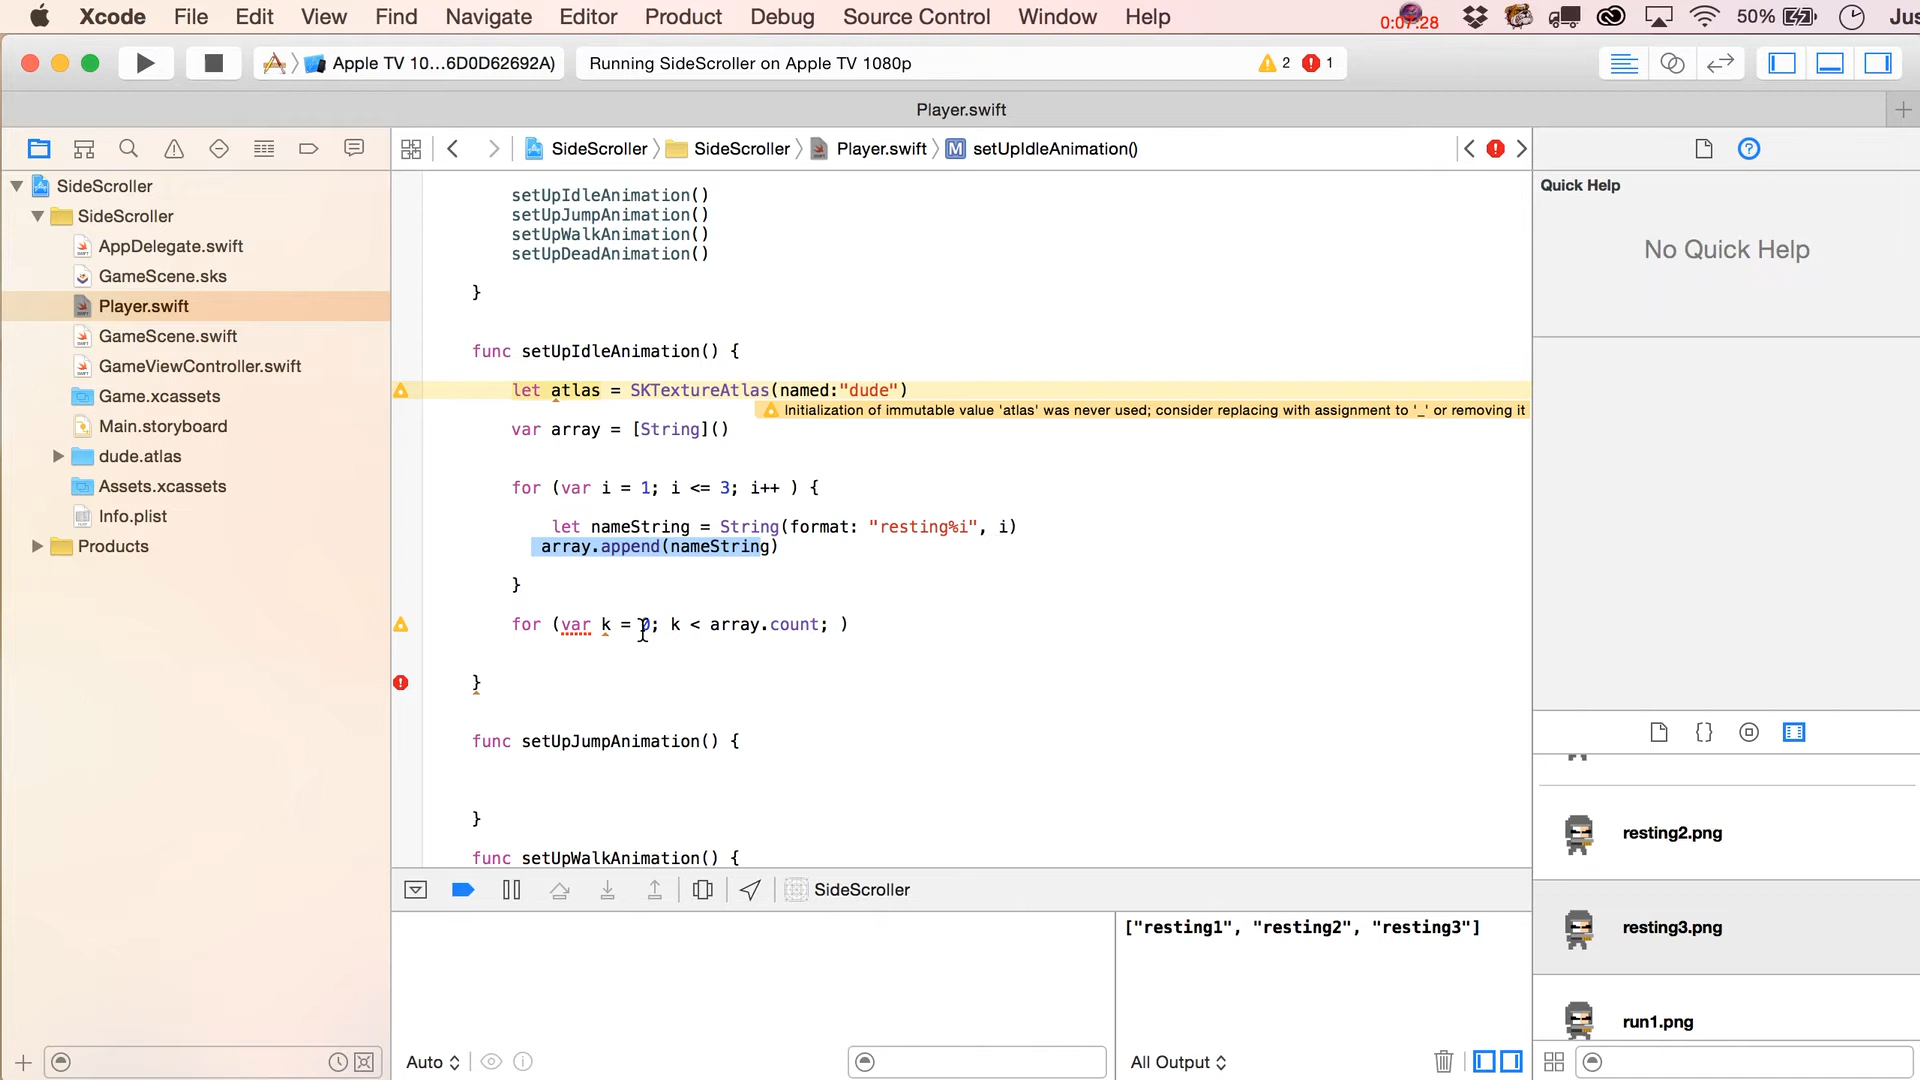 Xcode File Edit View Find Navigate Editor Product Debug Source Control Window Help 0:07:28 50% Jus
Apple TV 10...6D0D62692A) Running SideScroller on Apple TV 1080p 2 1
Player.swift
SideScroller SideScroller Player.swift M setUpIdleAnimation()
SideScroller
SideScroller
AppDelegate.swift
GameScene.sks
Player.swift
GameScene.swift
GameViewController.swift
Game.xcassets
Main.storyboard
dude.atlas
Assets.xcassets
Info.plist
Products
setUpIdleAnimation()
setUpJumpAnimation()
setUpWalkAnimation()
setUpDeadAnimation()
}
func setUpIdleAnimation() {
let atlas = SKTextureAtlas(named:"dude")
Initialization of immutable value 'atlas' was never used; consider replacing with assignment to '_' or removing it
var array = [String]()
for (var i = 1; i <= 3; i++ ) {
let nameString = String(format: "resting%i", i)
array.append(nameString)
}
for (var k = 0; k < array.count; )
}
func setUpJumpAnimation() {
}
func setUpWalkAnimation() {
SideScroller
["resting1", "resting2", "resting3"]
Auto
All Output
Quick Help
No Quick Help
resting2.png
resting3.png
run1.png